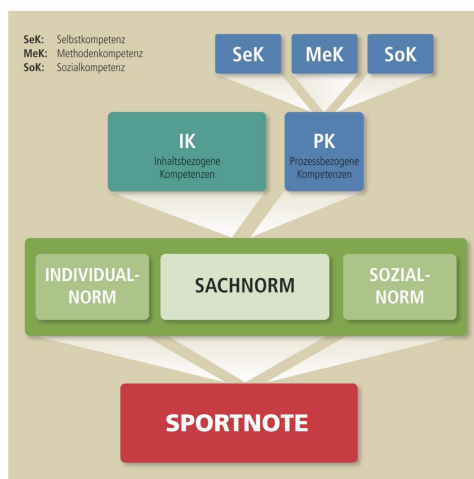 SeK: Selbstkompetenz
MeK: Methodenkompetenz
SoK: Sozialkompetenz
SeK
MeK
SoK
IK
Inhaltsbezogene
Kompetenzen
PK
Prozessbezogene
Kompetenzen
INDIVIDUAL-
NORM
SACHNORM
SOZIAL-
NORM
SPORTNOTE